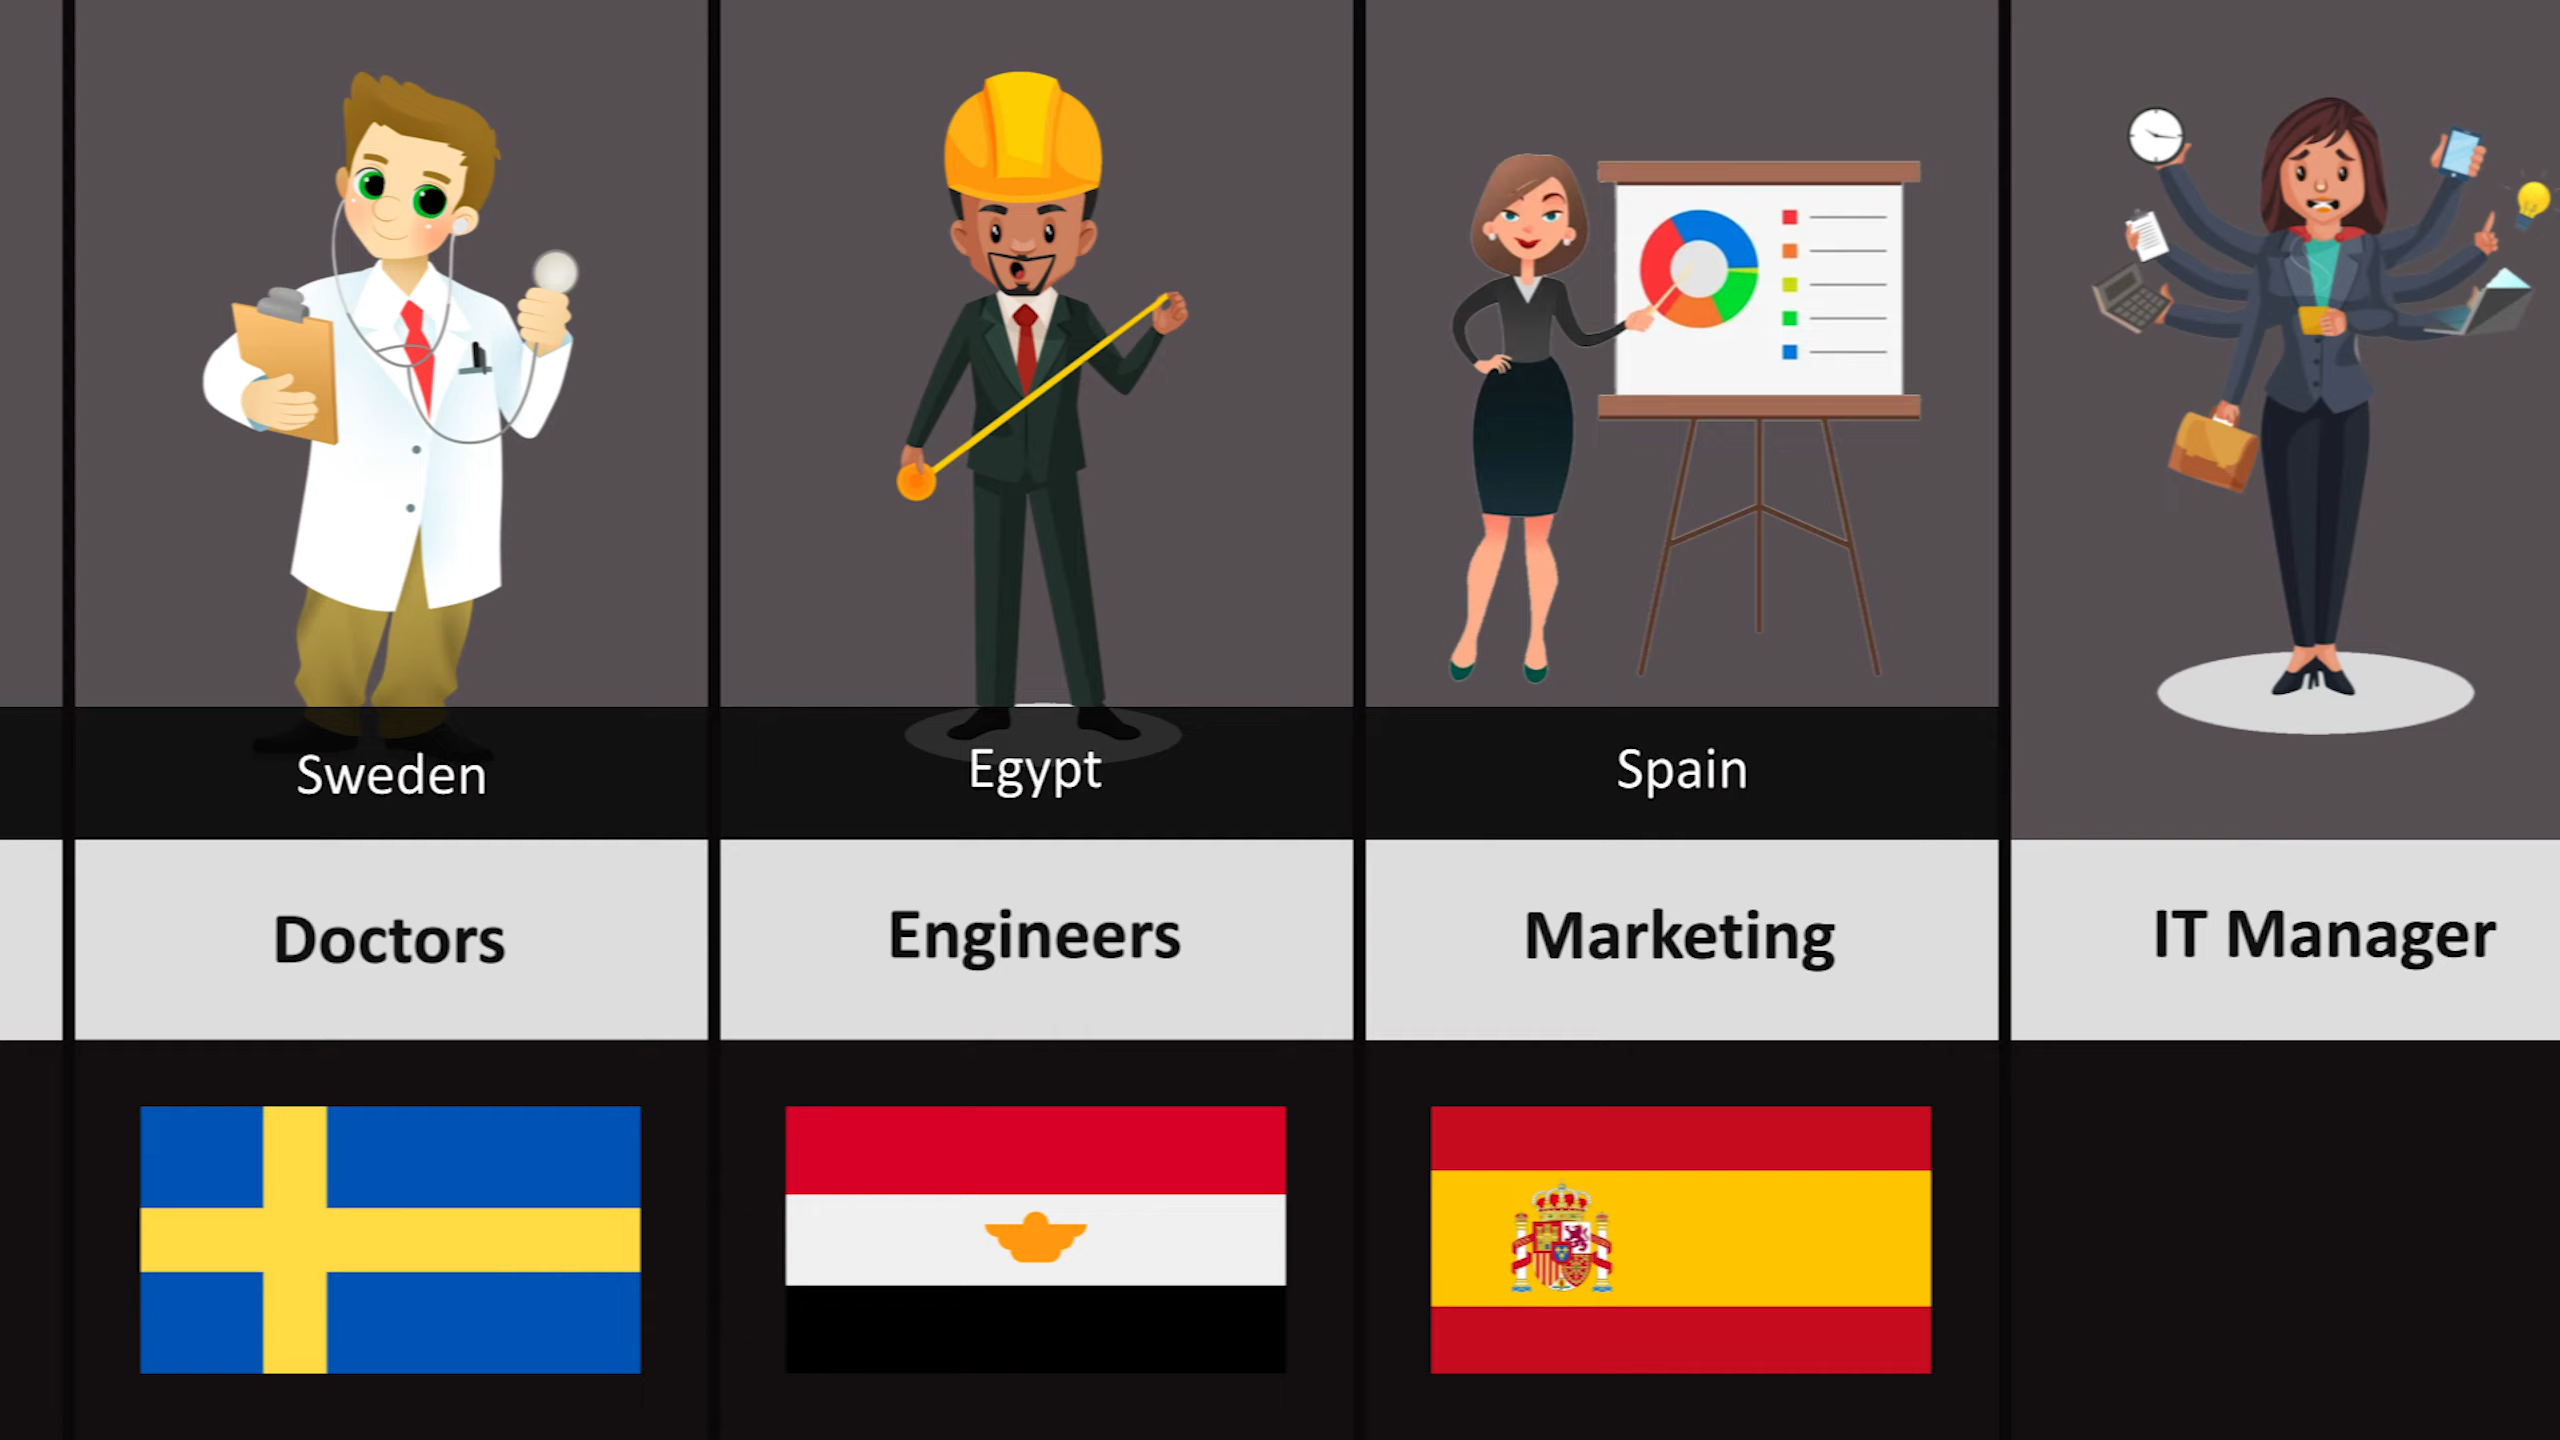 Sweden
Egypt
Spain
Doctors
Engineers
Marketing
IT Manager